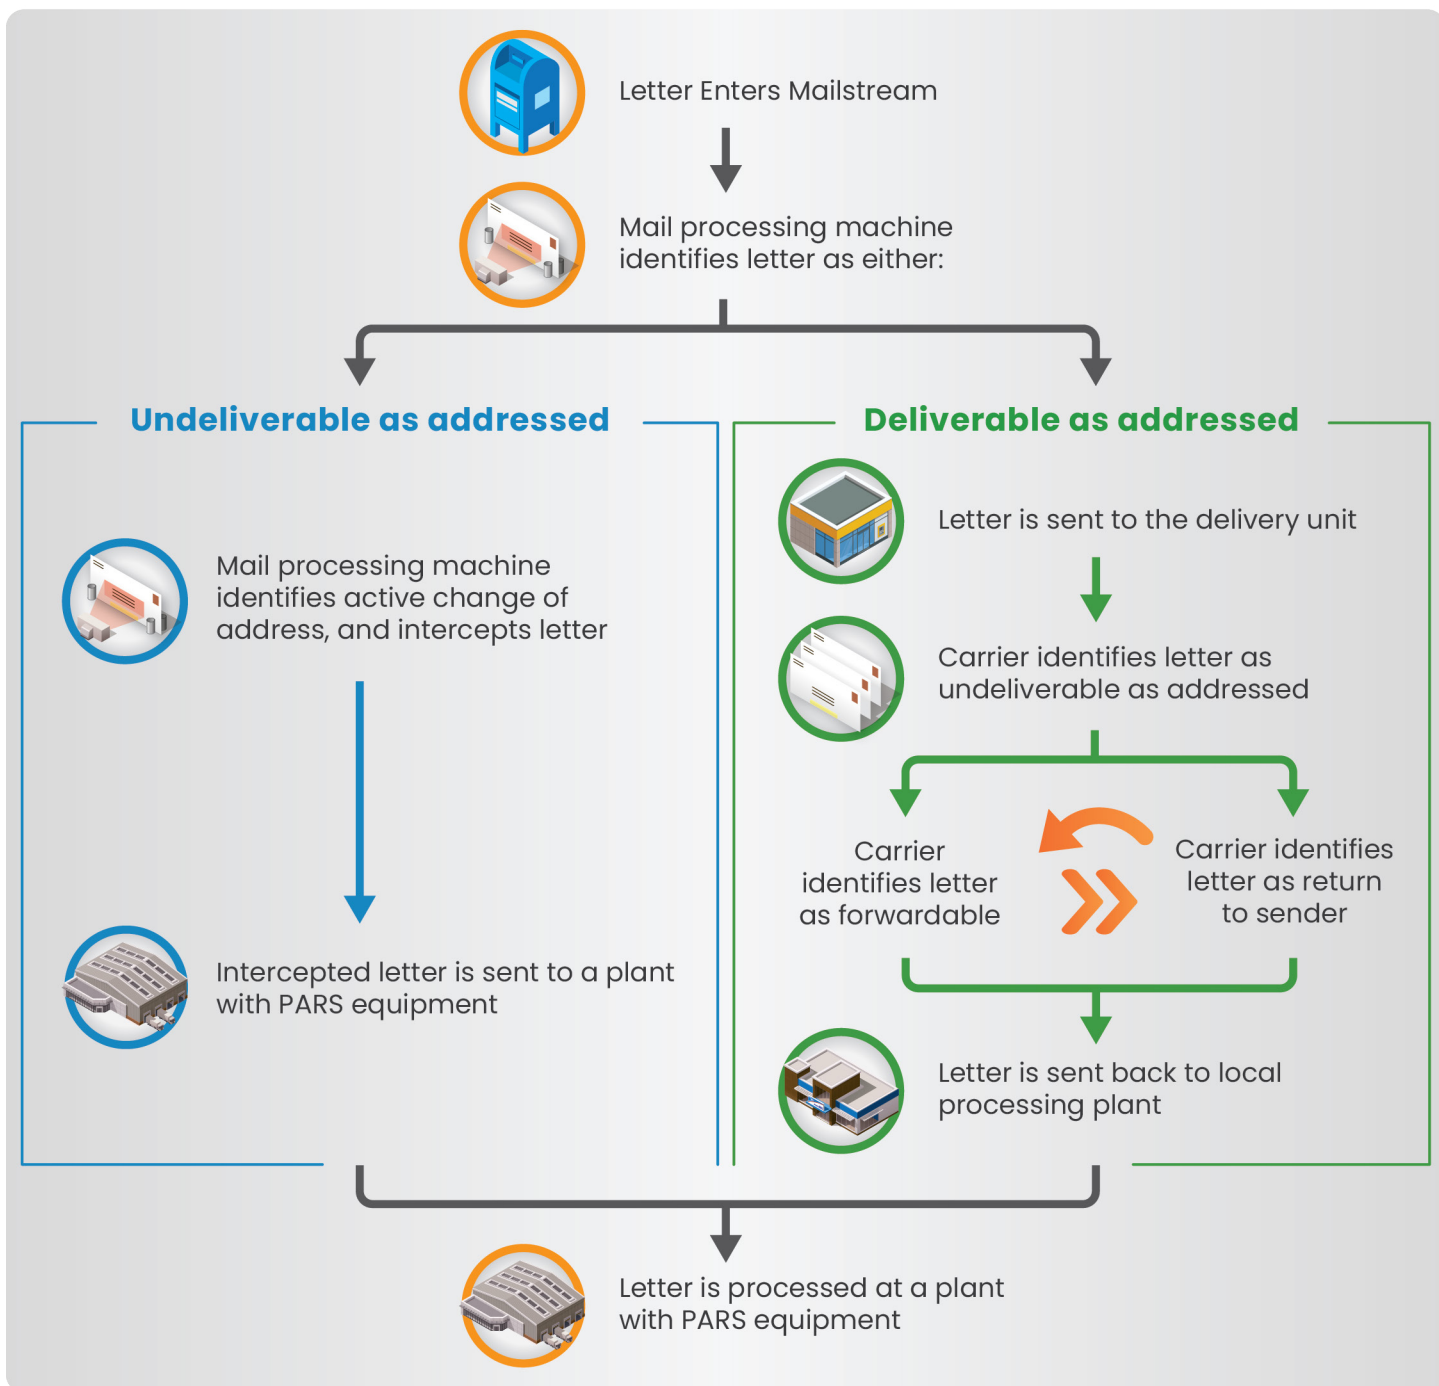 Letter Enters Mailstream
Mail processing machine
identifies letter as either:
Undeliverable as addressed
Mail processing machine
identifies active change of
address, and intercepts letter
Intercepted letter is sent to a plant
with PARS equipment
Deliverable as addressed
Letter is sent to the delivery unit
Carrier identifies letter as
undeliverable as addressed
Carrier
identifies letter
as forwardable
Carrier identifies
letter as return
to sender
Letter is sent back to local
processing plant
Letter is processed at a plant
with PARS equipment